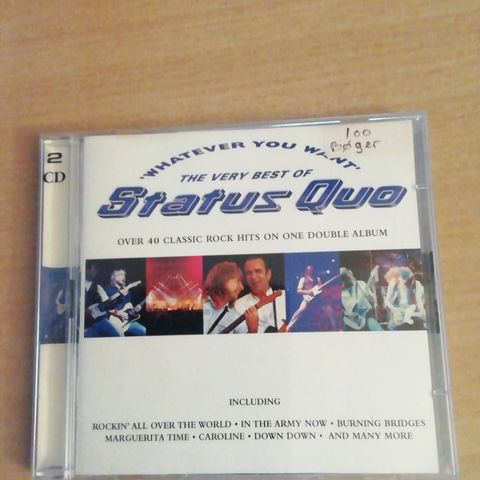 100
Bøger
2
CD
'WHATEVER YOU WANT'
THE VERY BEST OF
Status Quo
OVER 40 CLASSIC ROCK HITS ON ONE DOUBLE ALBUM
INCLUDING
ROCKIN' ALL OVER THE WORLD • IN THE ARMY NOW • BURNING BRIDGES
MARGUERITA TIME • CAROLINE • DOWN DOWN • AND MANY MORE